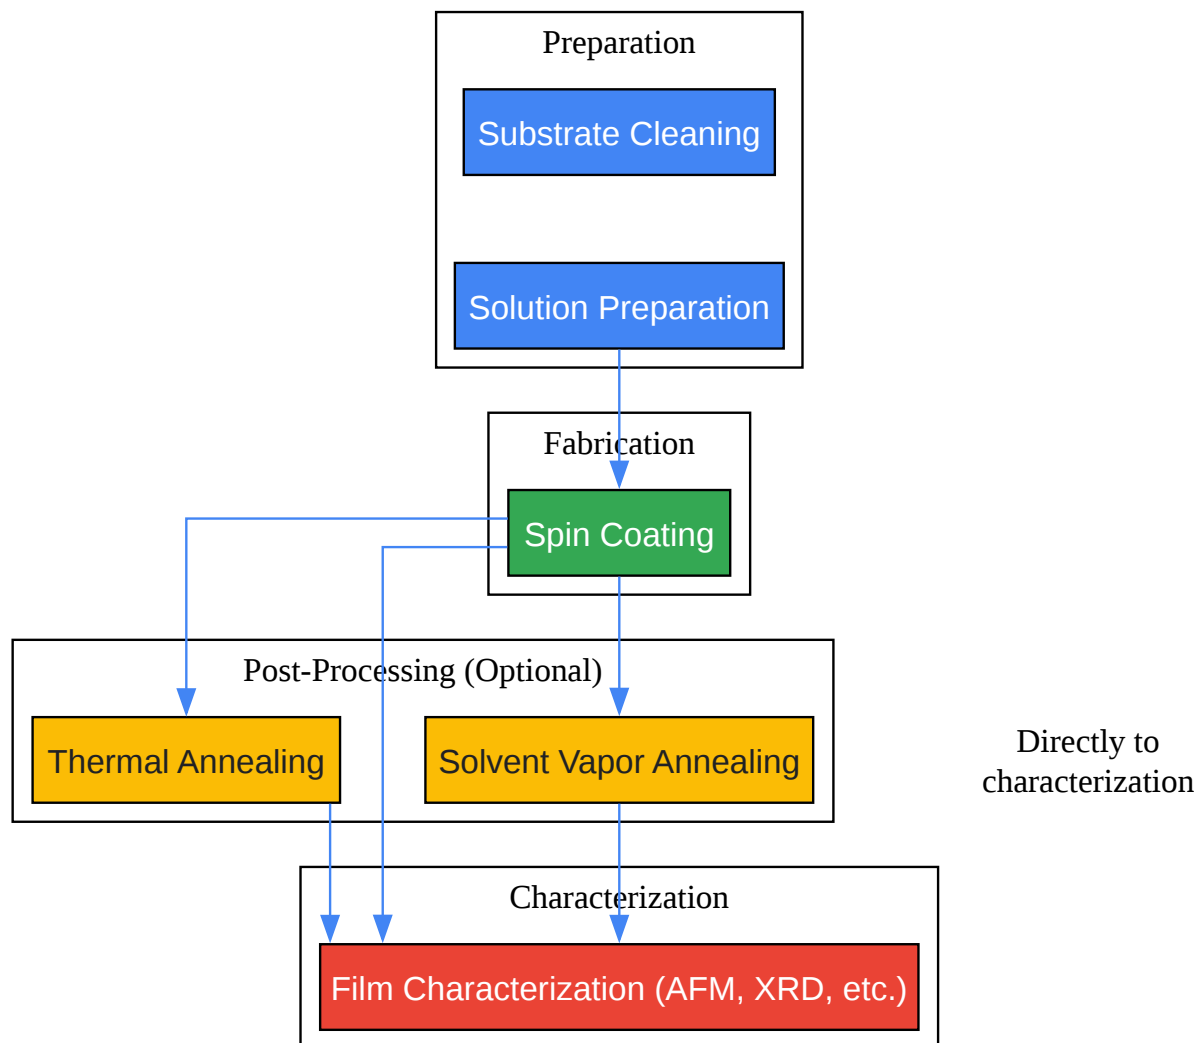 Preparation
Substrate Cleaning
Solution Preparation
Fabrication
Spin Coating
Post-Processing (Optional)
Thermal Annealing
Solvent Vapor Annealing
Directly to
characterization
Characterization
Film Characterization (AFM, XRD, etc.)